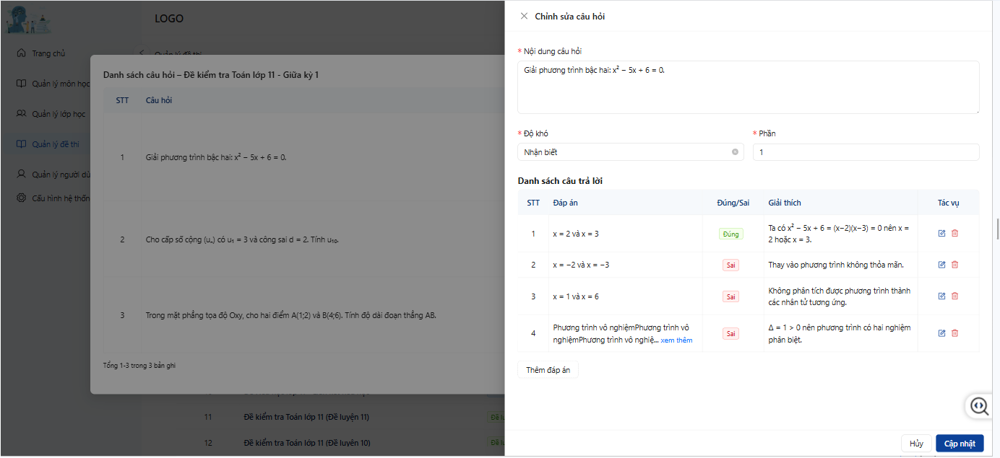 LOGO
Trang chủ
Quản lý môn học
Quản lý lớp học
Quản lý đề thi
Quản lý người dù
Cấu hình hệ thốn
Quản lý đề thi
Danh sách câu hỏi – Đề kiểm tra Toán lớp 11 - Giữa kỳ 1
STT Câu hỏi
1 Giải phương trình bậc hai: x² − 5x + 6 = 0.
2 Cho cấp số cộng (uₙ) có u₁ = 3 và công sai d = 2. Tính u₁₀.
3 Trong mặt phẳng tọa độ Oxy, cho hai điểm A(1;2) và B(4;6). Tính độ dài đoạn thẳng AB.
Tổng 1-3 trong 3 bản ghi
11 Đề kiểm tra Toán lớp 11 (Đề luyện 11)
12 Đề kiểm tra Toán lớp 11 (Đề luyện 10)
Chỉnh sửa câu hỏi
* Nội dung câu hỏi
Giải phương trình bậc hai: x² − 5x + 6 = 0.
* Độ khó * Phần
Nhận biết 1
Danh sách câu trả lời
STT Đáp án Đúng/Sai Giải thích Tác vụ
1 x = 2 và x = 3 Đúng Ta có x² − 5x + 6 = (x−2)(x−3) = 0 nên x =
2 hoặc x = 3.
2 x = −2 và x = −3 Sai Thay vào phương trình không thỏa mãn.
3 x = 1 và x = 6 Sai Không phân tích được phương trình thành
các nhân tử tương ứng.
4 Phương trình vô nghiệmPhương trình vô
nghiệmPhương trình vô nghiệ... xem thêm Sai Δ = 1 > 0 nên phương trình có hai nghiệm
phân biệt.
Thêm đáp án
Hủy Cập nhật